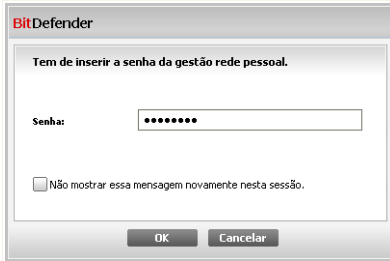 BitDefender
Tem de inserir a senha da gestão rede pessoal.
Senha: ●●●●●●●●
Não mostrar essa mensagem novamente nesta sessão.
OK Cancelar